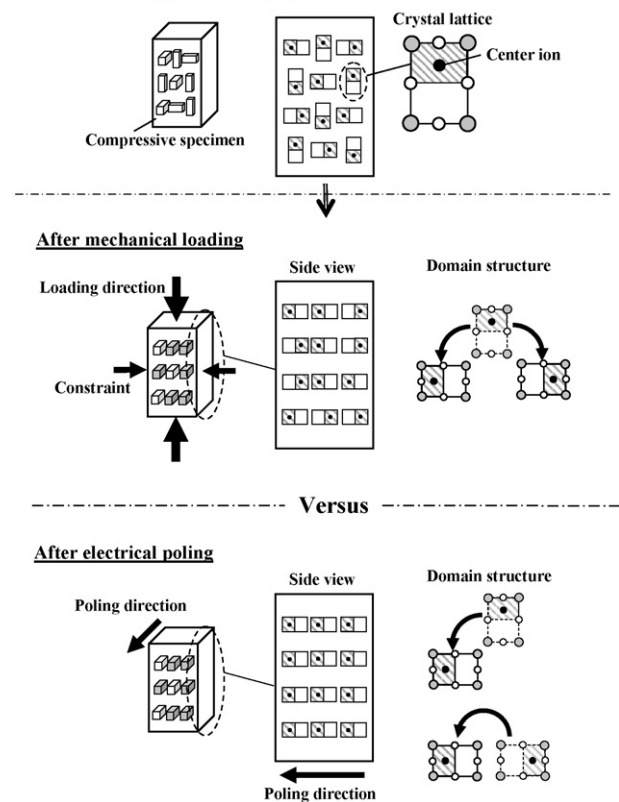 Crystal lattice
Center ion
Compressive specimen
After mechanical loading
Side view
Domain structure
Loading direction
Constraint
Versus
After electrical poling
Side view
Domain structure
Poling direction
Poling direction